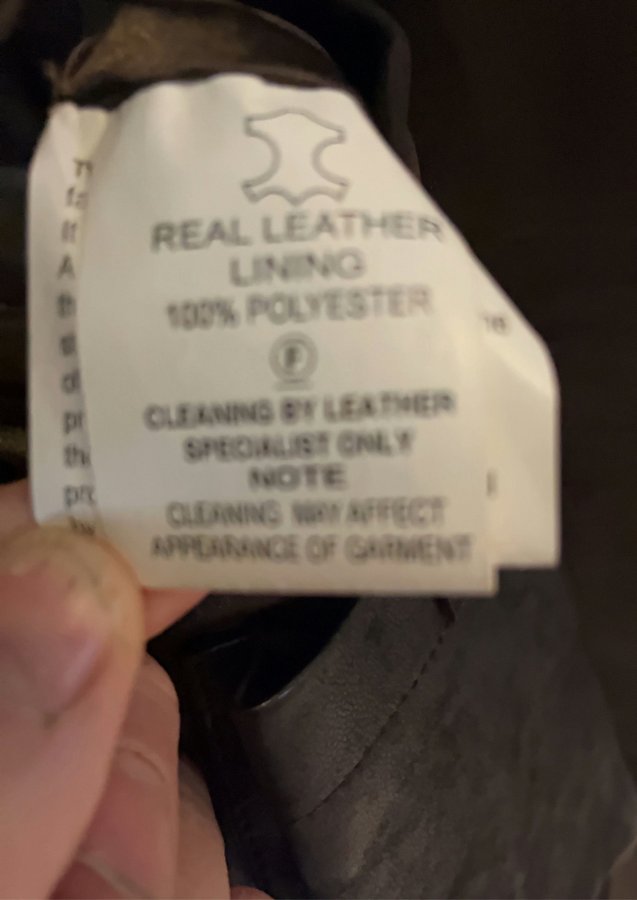 REAL LEATHER
LINING
100% POLYESTER
F
CLEANING BY LEATHER
SPECIALIST ONLY
NOTE
CLEANING MAY AFFECT
APPEARANCE OF GARMENT